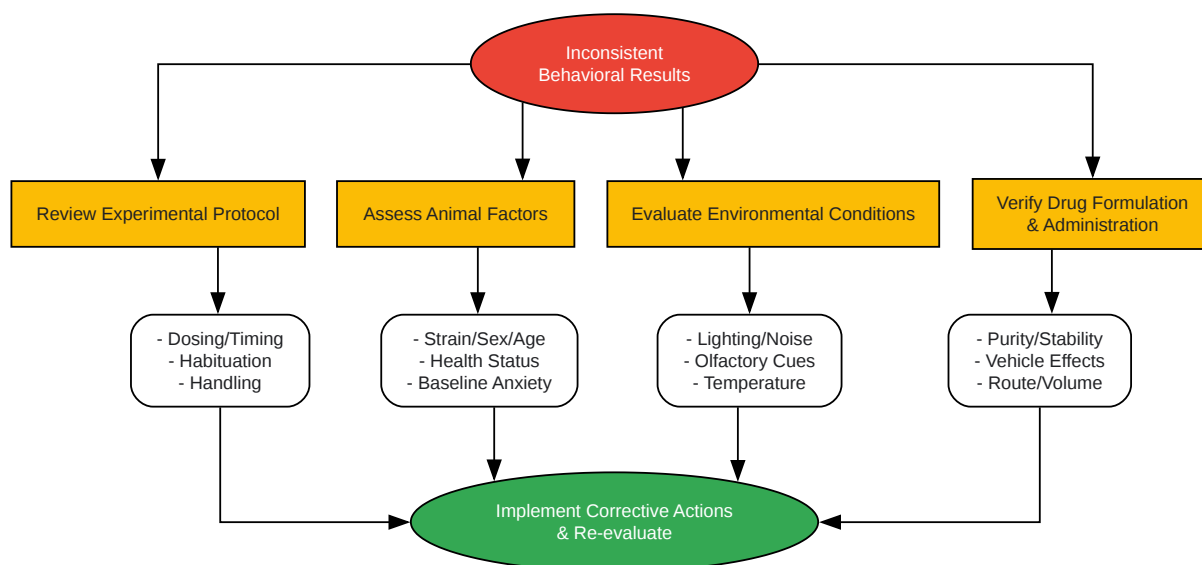 Inconsistent
Behavioral Results
Review Experimental Protocol
Assess Animal Factors
Evaluate Environmental Conditions
Verify Drug Formulation
& Administration
- Dosing/Timing
- Habituation
- Handling
- Strain/Sex/Age
- Health Status
- Baseline Anxiety
- Lighting/Noise
- Olfactory Cues
- Temperature
- Purity/Stability
- Vehicle Effects
- Route/Volume
Implement Corrective Actions
& Re-evaluate